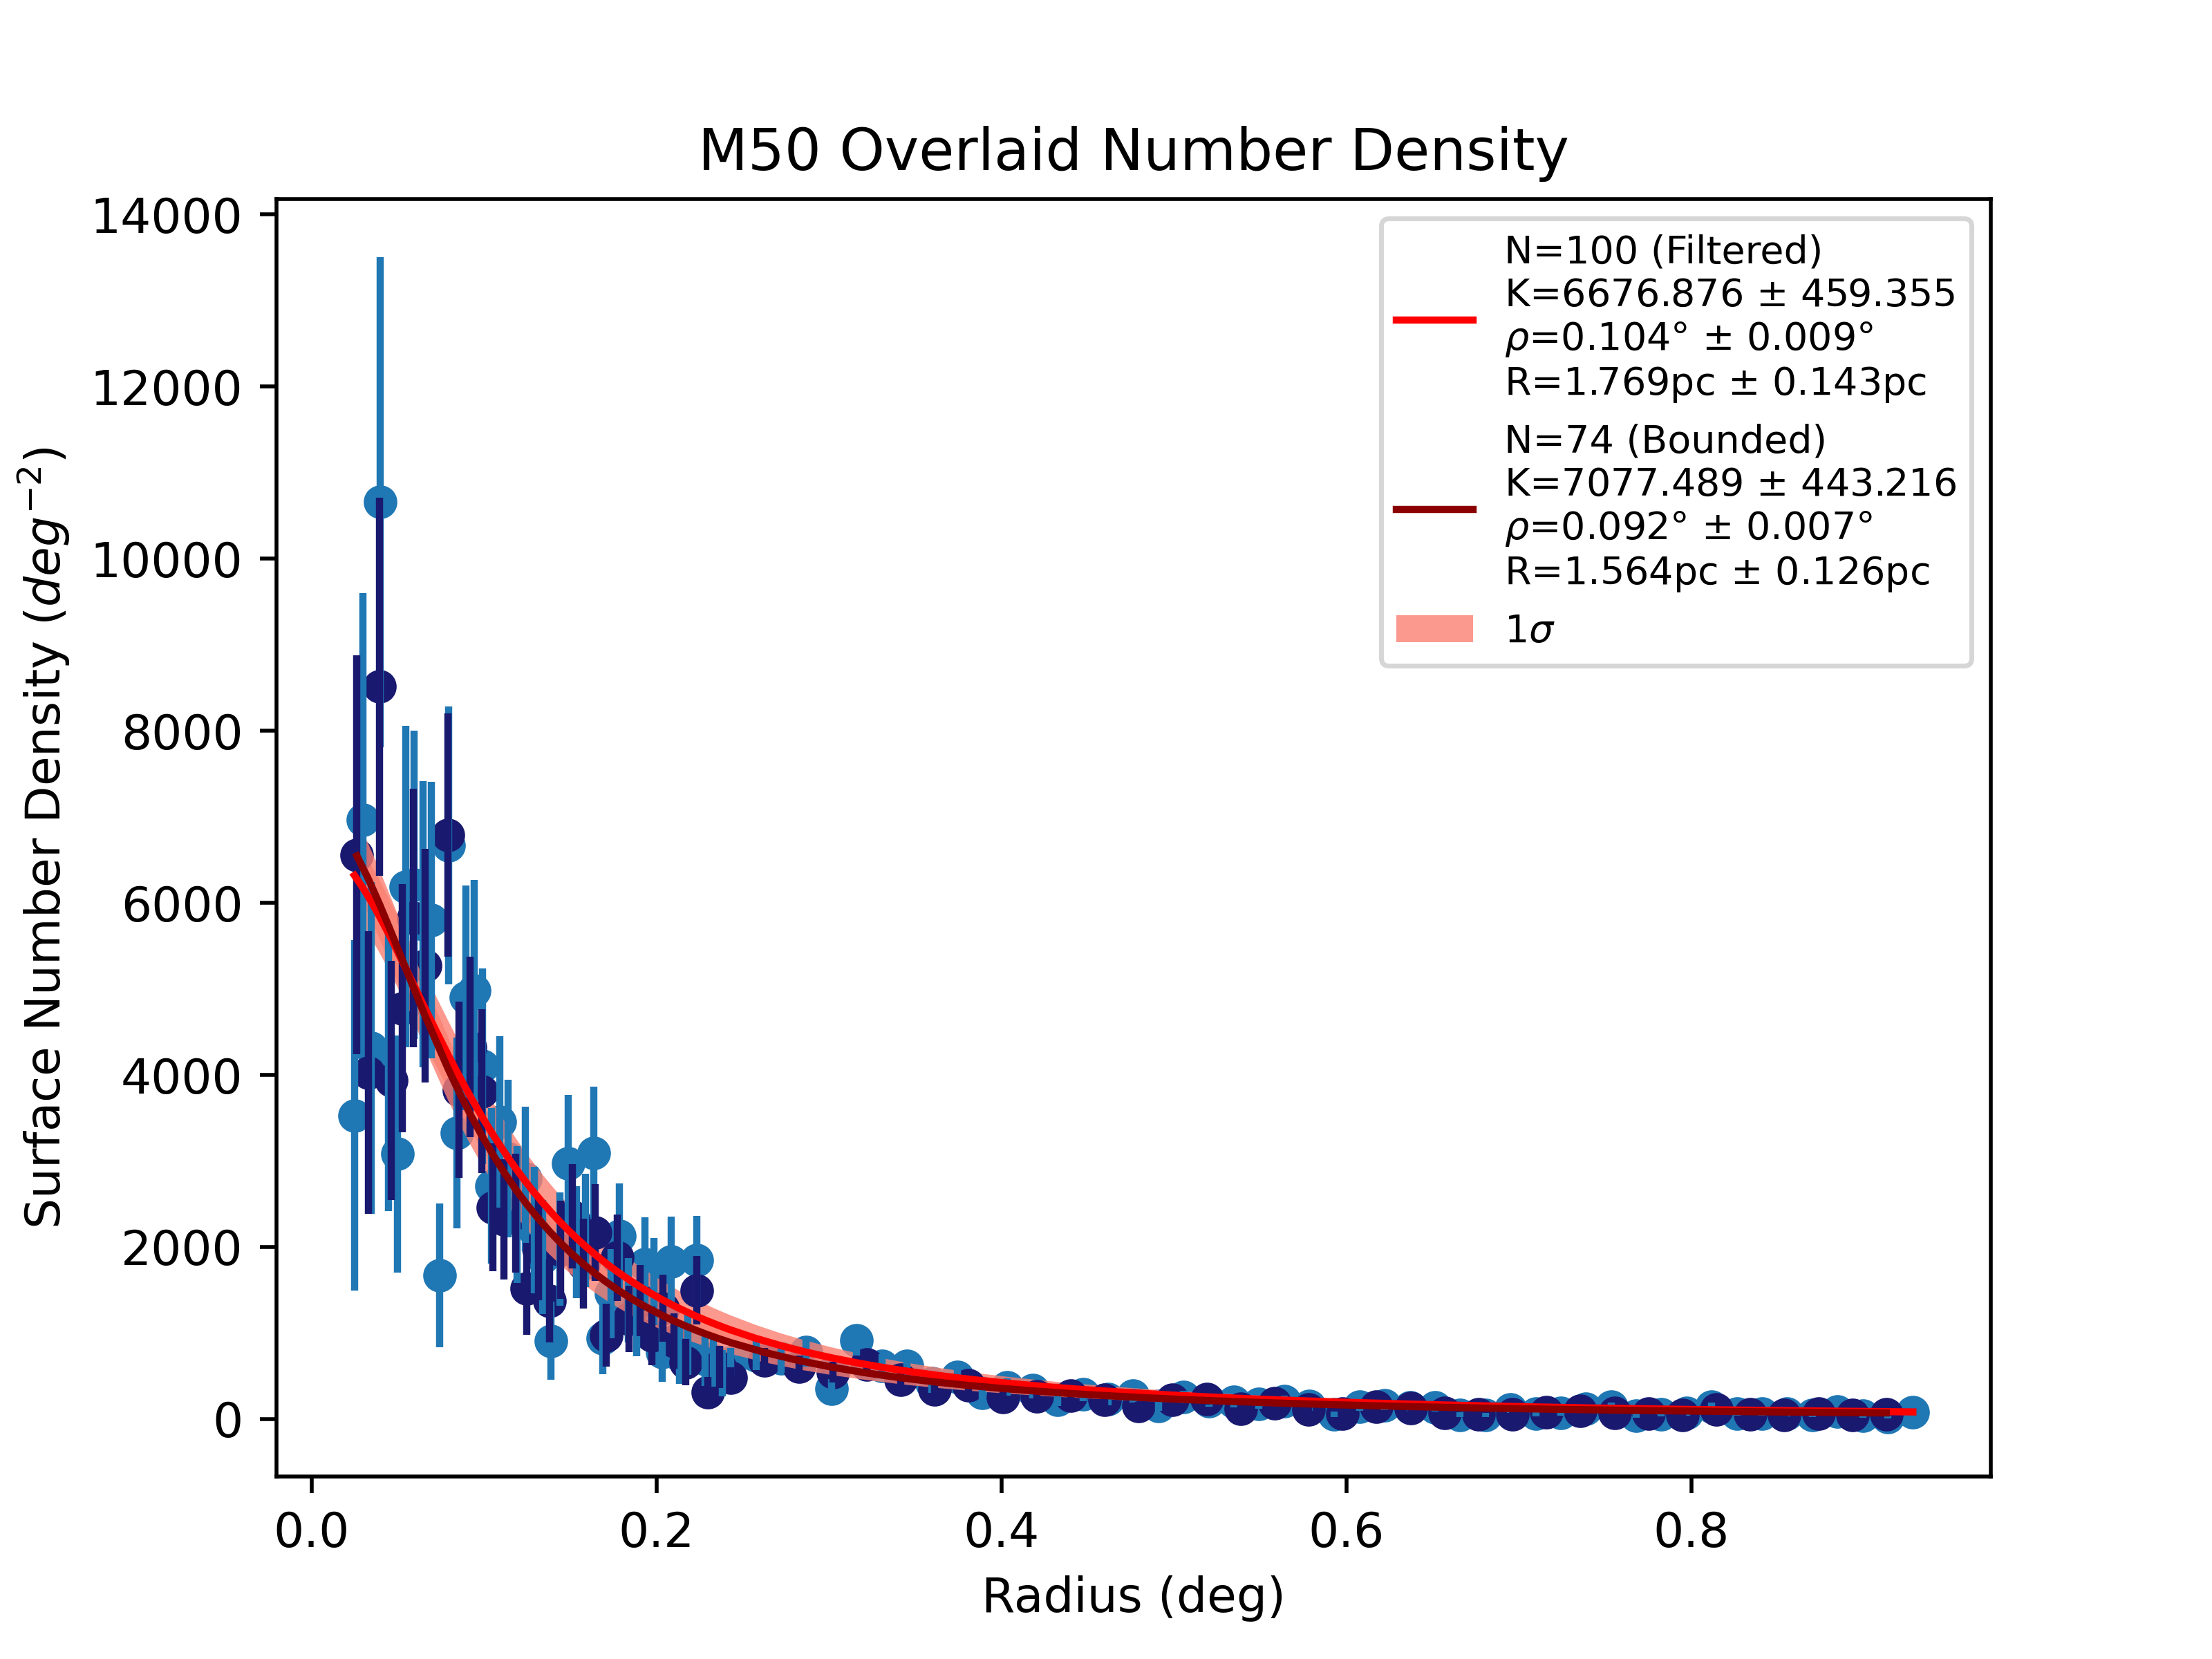 M50 Overlaid Number Density
14000
12000
10000
8000
6000
4000
2000
0
Surface Number Density (deg⁻²)
N=100 (Filtered)
K=6676.876 ± 459.355
ρ=0.104° ± 0.009°
R=1.769pc ± 0.143pc
N=74 (Bounded)
K=7077.489 ± 443.216
ρ=0.092° ± 0.007°
R=1.564pc ± 0.126pc
1σ
0.0 0.2 0.4 0.6 0.8
Radius (deg)